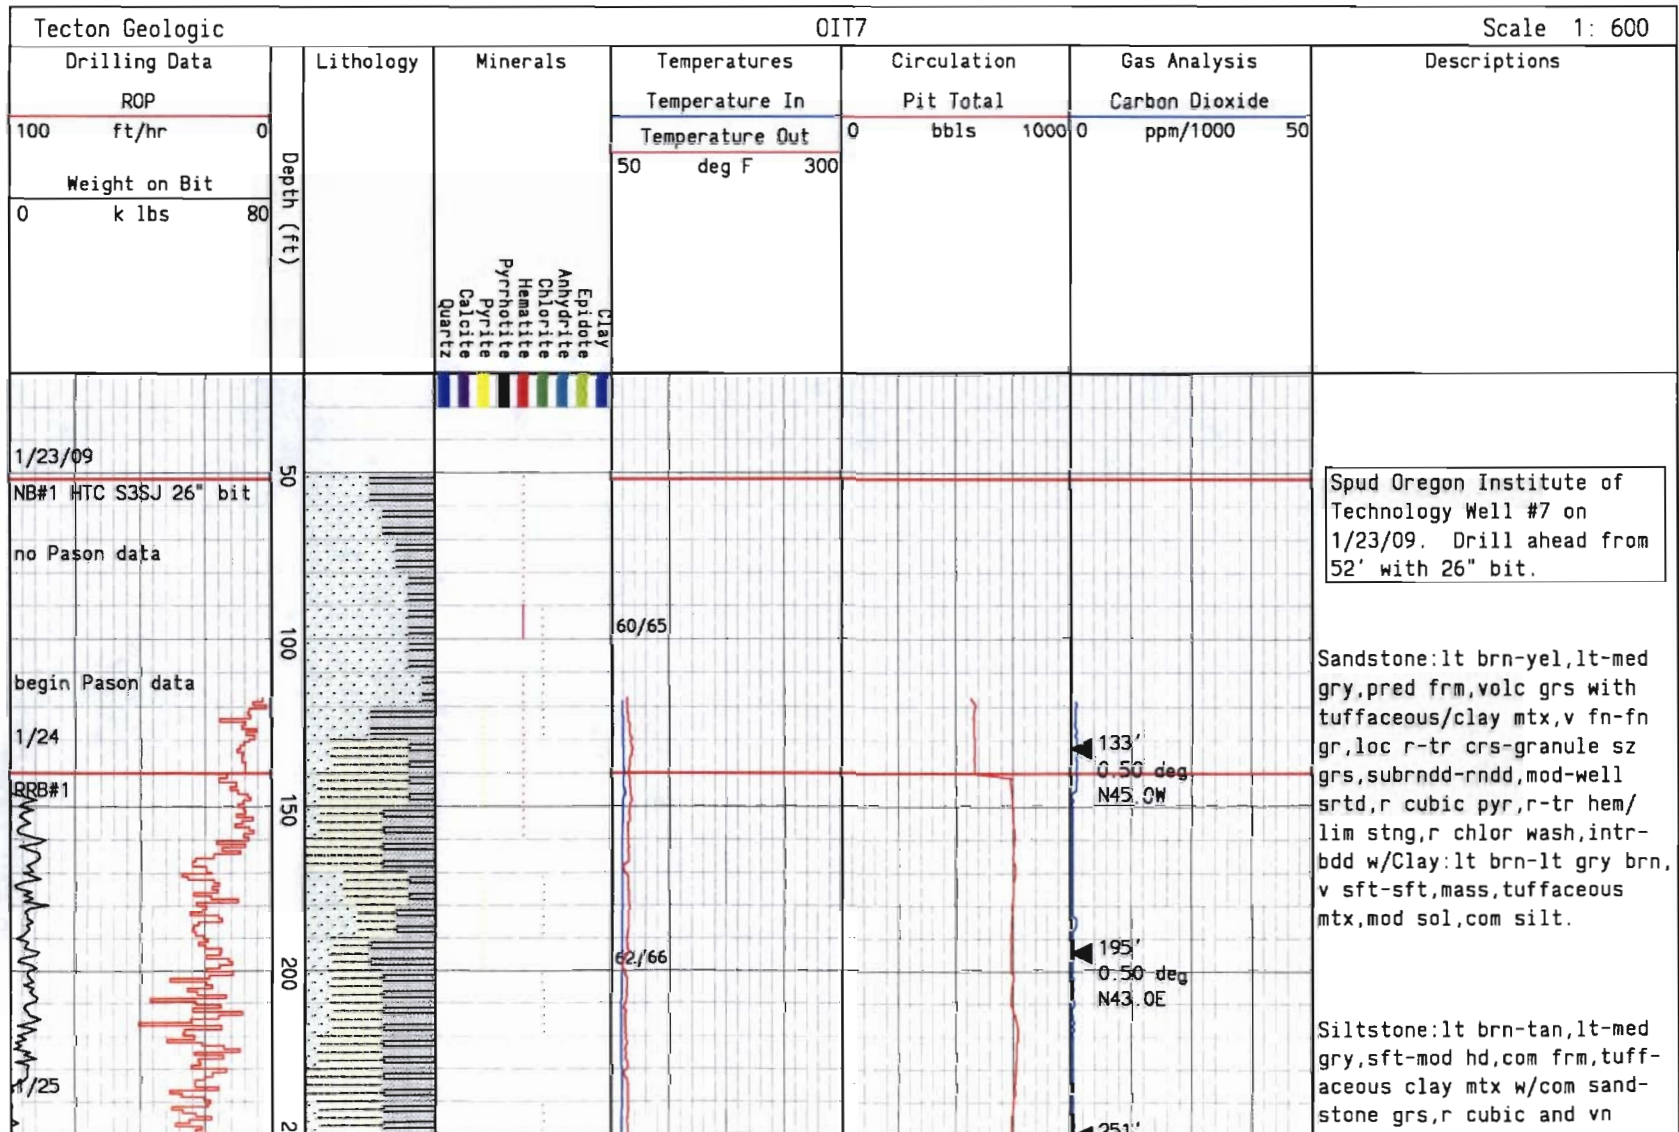 Tecton Geologic OIT7 Scale 1: 600
Drilling Data Lithology Minerals Temperatures Circulation Gas Analysis Descriptions
ROP Temperature In Pit Total Carbon Dioxide
100 ft/hr 0 Temperature Out 0 bbls 1000 0 ppm/1000 50
50 deg F 300
Weight on Bit
0 k lbs 80
Depth (ft)
Quartz
Calcite
Pyrite
Pyrrhotite
Hematite
Chlorite
Anhydrite
Epidote
Clay
1/23/09
NB#1 HTC S3SJ 26" bit
no Pason data
begin Pason data
1/24
RRB#1
1/25
50
100
150
200
2
60/65
62/66
133'
0.50 deg
N45.0W
195'
0.50 deg
N43.0E
251'
Spud Oregon Institute of
Technology Well #7 on
1/23/09. Drill ahead from
52' with 26" bit.
Sandstone:lt brn-yel,lt-med
gry,pred frm,volc grs with
tuffaceous/clay mtx,v fn-fn
gr,loc r-tr crs-granule sz
grs,subrndd-rndd,mod-well
srtd,r cubic pyr,r-tr hem/
lim stng,r chlor wash,intr-
bdd w/Clay:lt brn-lt gry brn,
v sft-sft,mass,tuffaceous
mtx,mod sol,com silt.
Siltstone:lt brn-tan,lt-med
gry,sft-mod hd,com frm,tuff-
aceous clay mtx w/com sand-
stone grs,r cubic and vn